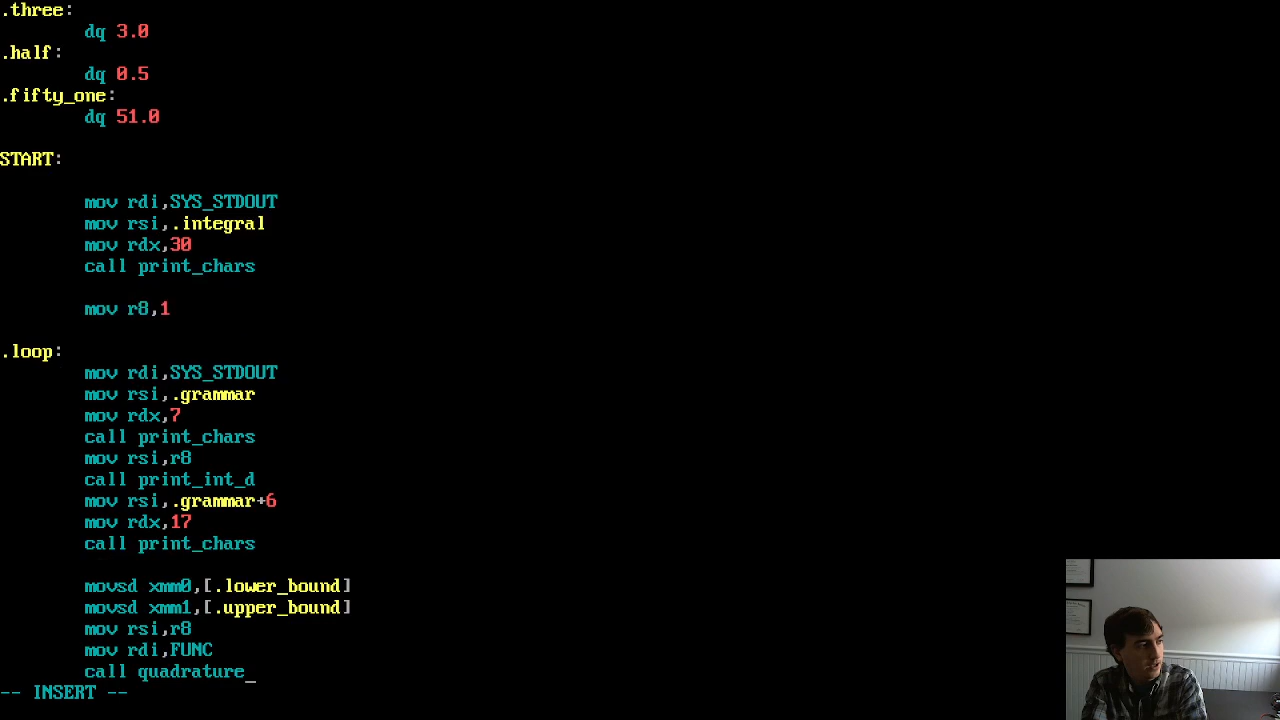 .three:
dq 3.0
.half:
dq 0.5
.fifty_one:
dq 51.0
START:
mov rdi,SYS_STDOUT
mov rsi,.integral
mov rdx,30
call print_chars
mov r8,1
.loop:
mov rdi,SYS_STDOUT
mov rsi,.grammar
mov rdx,7
call print_chars
mov rsi,r8
call print_int_d
mov rsi,.grammar+6
mov rdx,17
call print_chars
movsd xmm0,[.lower_bound]
movsd xmm1,[.upper_bound]
mov rsi,r8
mov rdi,FUNC
call quadrature_
-- INSERT --